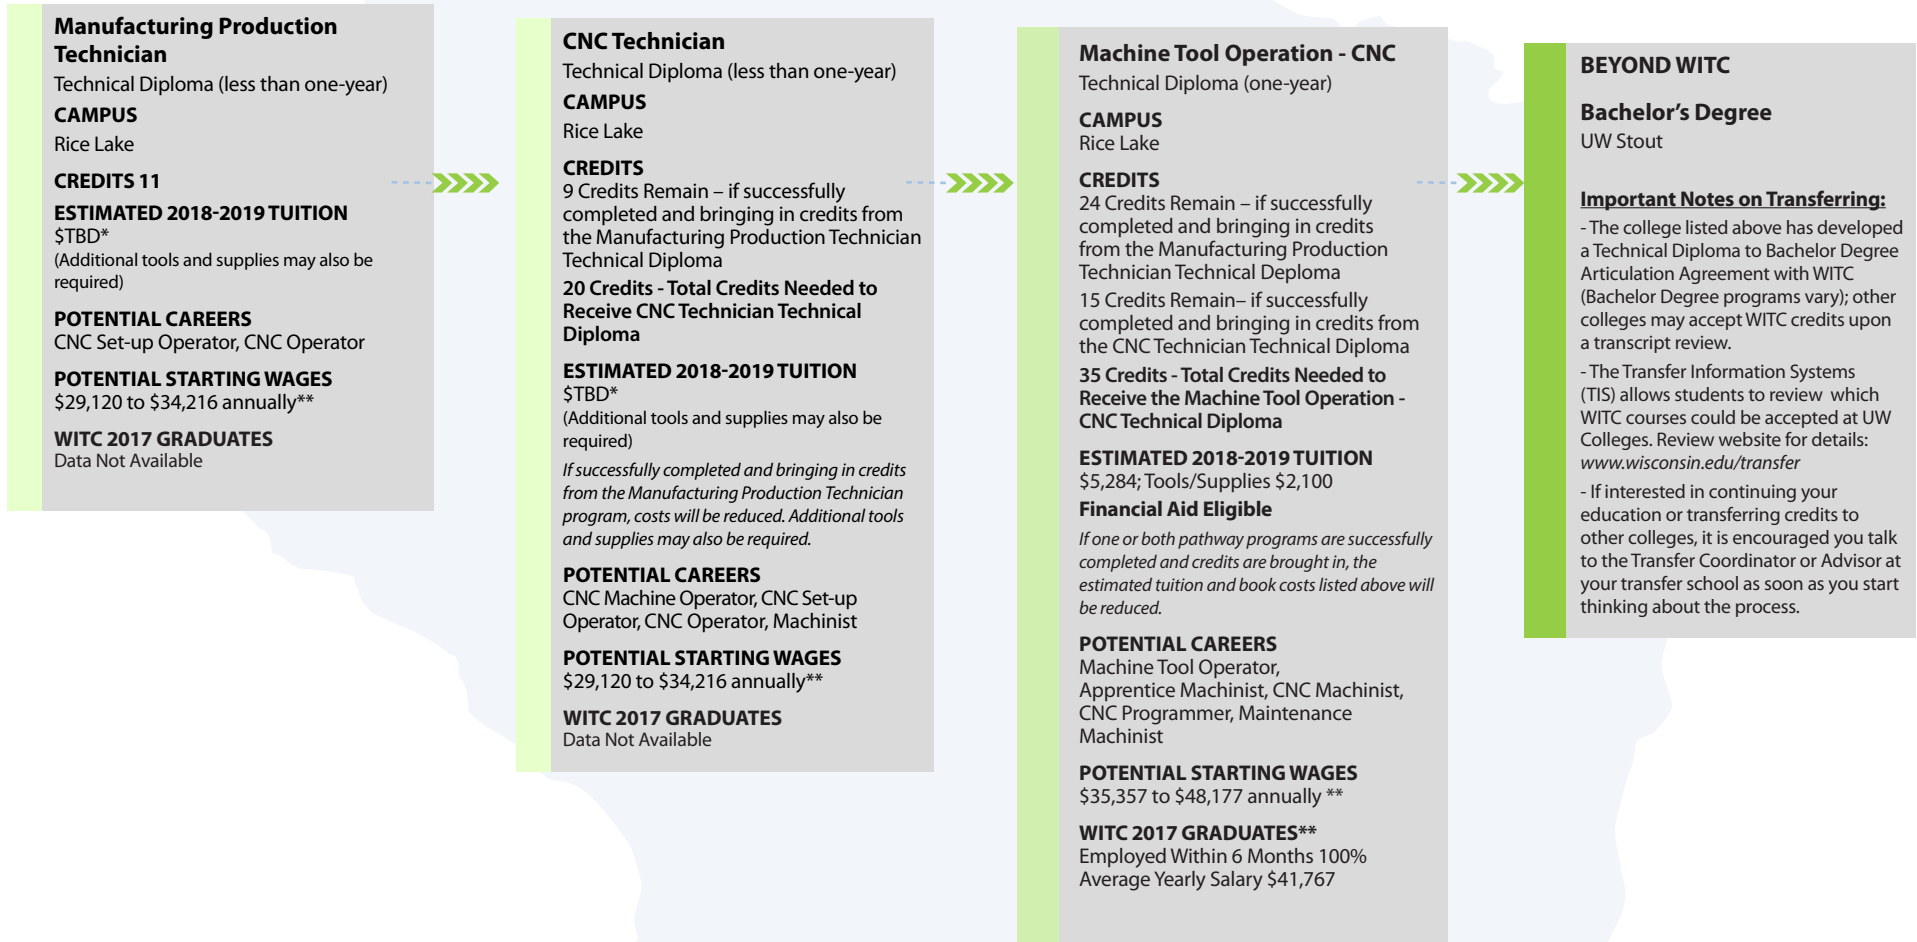 Manufacturing Production
Technician
Technical Diploma (less than one-year)
CAMPUS
Rice Lake
CREDITS 11
ESTIMATED 2018-2019 TUITION
$TBD*
(Additional tools and supplies may also be
required)
POTENTIAL CAREERS
CNC Set-up Operator, CNC Operator
POTENTIAL STARTING WAGES
$29,120 to $34,216 annually**
WITC 2017 GRADUATES
Data Not Available
CNC Technician
Technical Diploma (less than one-year)
CAMPUS
Rice Lake
CREDITS
9 Credits Remain – if successfully
completed and bringing in credits from
the Manufacturing Production Technician
Technical Diploma
20 Credits - Total Credits Needed to
Receive CNC Technician Technical
Diploma
ESTIMATED 2018-2019 TUITION
$TBD*
(Additional tools and supplies may also be
required)
If successfully completed and bringing in credits
from the Manufacturing Production Technician
program, costs will be reduced. Additional tools
and supplies may also be required.
POTENTIAL CAREERS
CNC Machine Operator, CNC Set-up
Operator, CNC Operator, Machinist
POTENTIAL STARTING WAGES
$29,120 to $34,216 annually**
WITC 2017 GRADUATES
Data Not Available
Machine Tool Operation - CNC
Technical Diploma (one-year)
CAMPUS
Rice Lake
CREDITS
24 Credits Remain – if successfully
completed and bringing in credits
from the Manufacturing Production
Technician Technical Deploma
15 Credits Remain– if successfully
completed and bringing in credits from
the CNC Technician Technical Diploma
35 Credits - Total Credits Needed to
Receive the Machine Tool Operation -
CNC Technical Diploma
ESTIMATED 2018-2019 TUITION
$5,284; Tools/Supplies $2,100
Financial Aid Eligible
If one or both pathway programs are successfully
completed and credits are brought in, the
estimated tuition and book costs listed above will
be reduced.
POTENTIAL CAREERS
Machine Tool Operator,
Apprentice Machinist, CNC Machinist,
CNC Programmer, Maintenance
Machinist
POTENTIAL STARTING WAGES
$35,357 to $48,177 annually **
WITC 2017 GRADUATES**
Employed Within 6 Months 100%
Average Yearly Salary $41,767
BEYOND WITC
Bachelor's Degree
UW Stout
Important Notes on Transferring:
- The college listed above has developed
a Technical Diploma to Bachelor Degree
Articulation Agreement with WITC
(Bachelor Degree programs vary); other
colleges may accept WITC credits upon
a transcript review.
- The Transfer Information Systems
(TIS) allows students to review which
WITC courses could be accepted at UW
Colleges. Review website for details:
www.wisconsin.edu/transfer
- If interested in continuing your
education or transferring credits to
other colleges, it is encouraged you talk
to the Transfer Coordinator or Advisor at
your transfer school as soon as you start
thinking about the process.